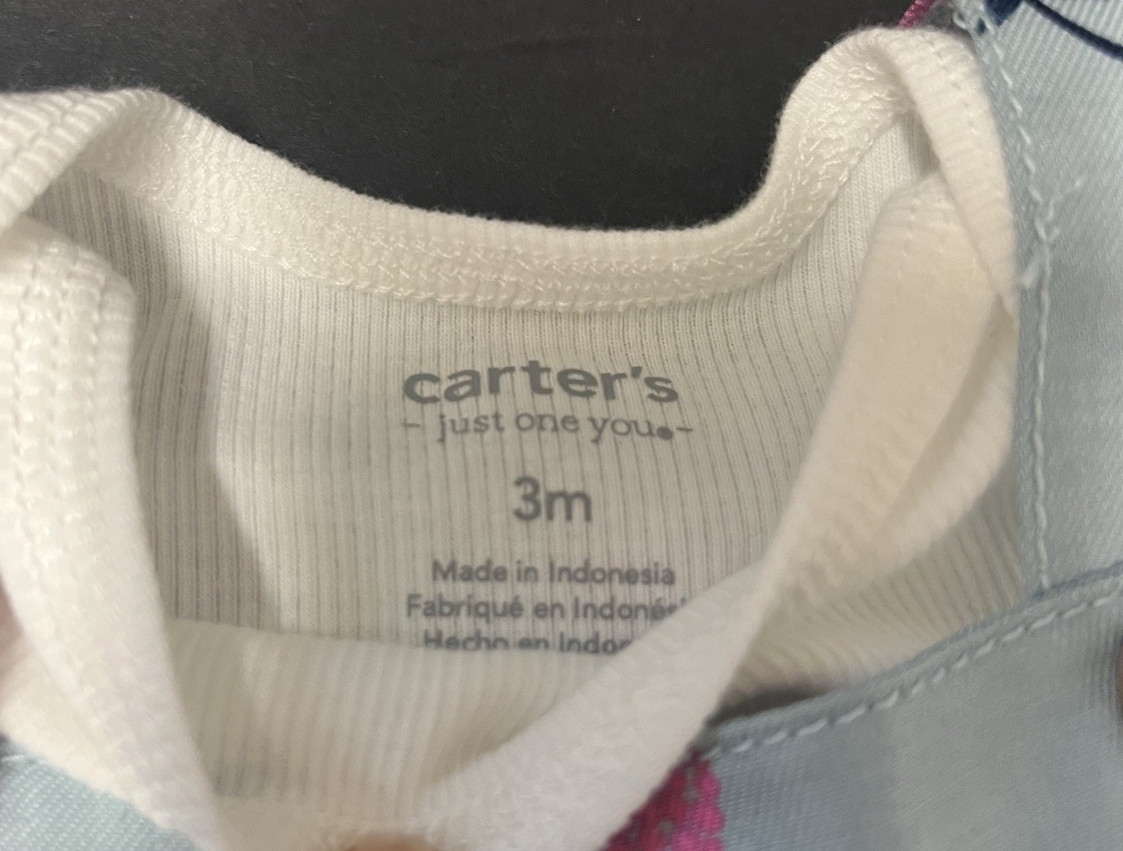 carter's
- just one you.-
3m
Made in Indonesia
Fabriqué en
Hecho en